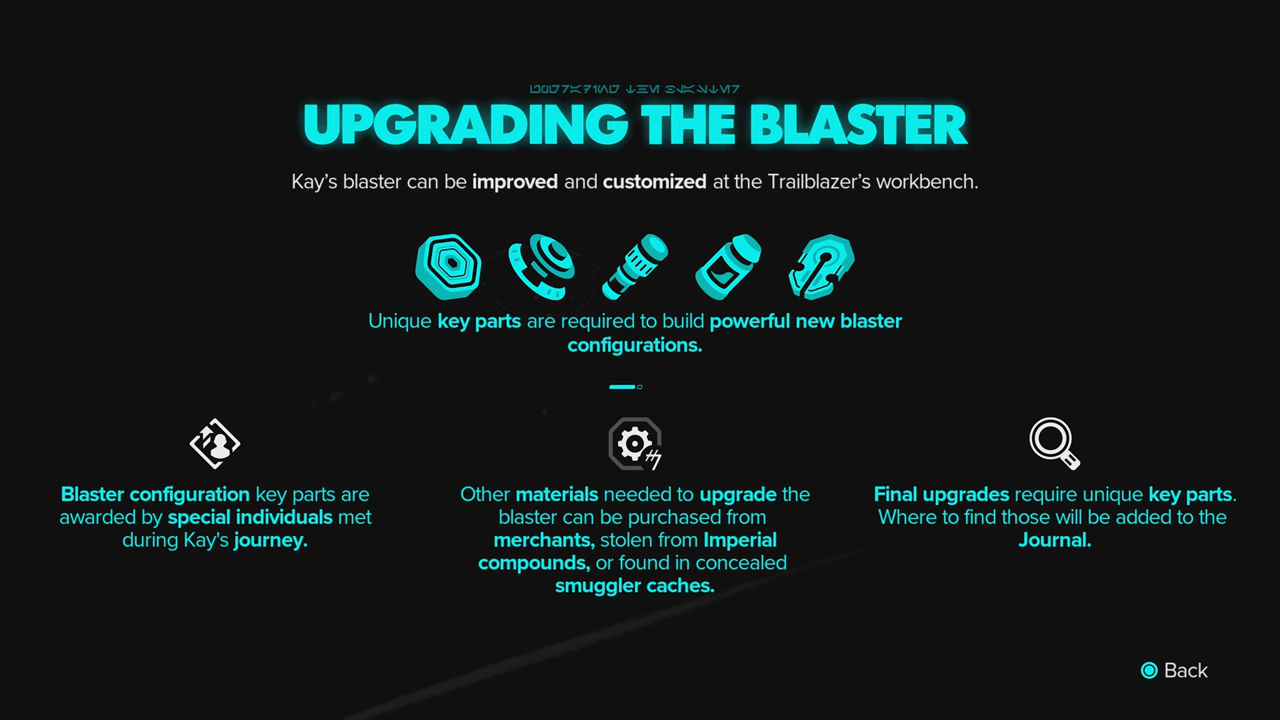 UPGRADING THE BLASTER
Kay’s blaster can be improved and customized at the Trailblazer’s workbench.
Unique key parts are required to build powerful new blaster
configurations.
Blaster configuration key parts are
awarded by special individuals met
during Kay's journey.
Other materials needed to upgrade the
blaster can be purchased from
merchants, stolen from Imperial
compounds, or found in concealed
smuggler caches.
Final upgrades require unique key parts.
Where to find those will be added to the
Journal.
Back